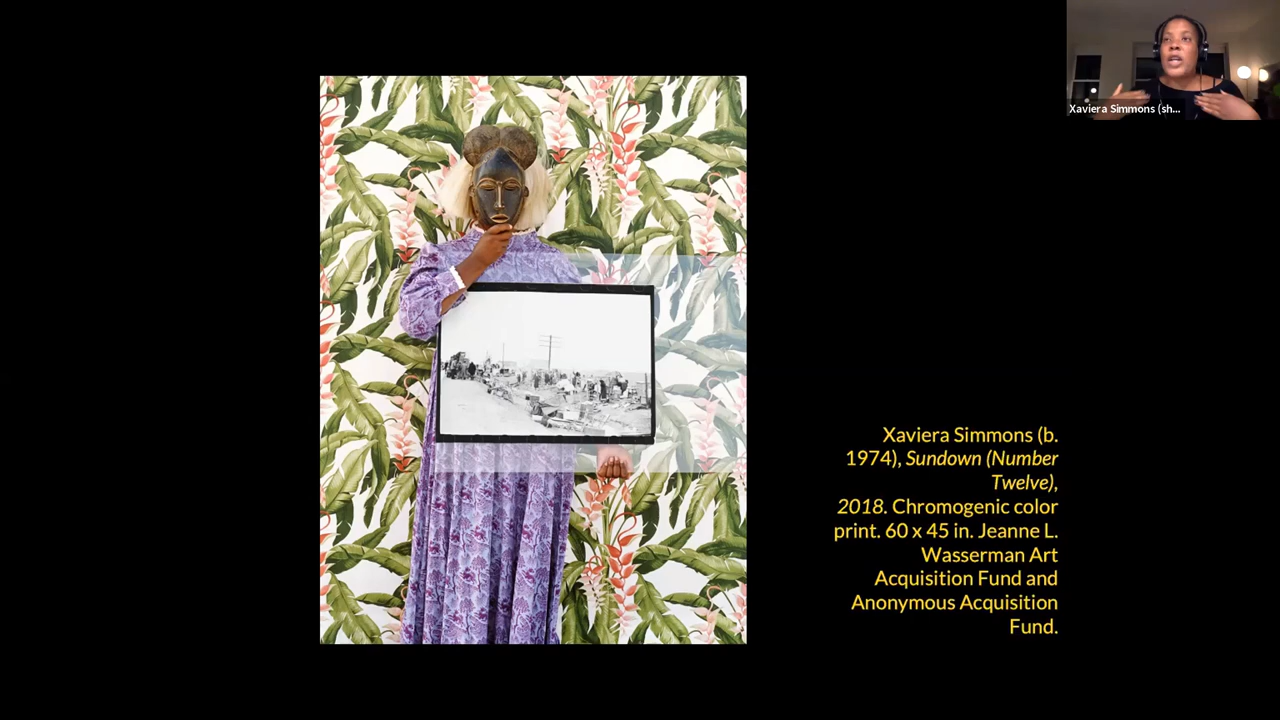 Xaviera Simmons (sh...
Xaviera Simmons (b.
1974), Sundown (Number
Twelve),
2018. Chromogenic color
print. 60 x 45 in. Jeanne L.
Wasserman Art
Acquisition Fund and
Anonymous Acquisition
Fund.